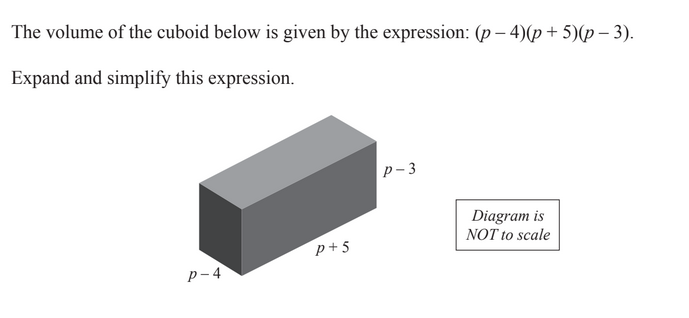 The volume of the cuboid below is given by the expression: (p – 4)(p + 5)(p – 3).
Expand and simplify this expression.
p – 3
Diagram is
NOT to scale
p + 5
p – 4